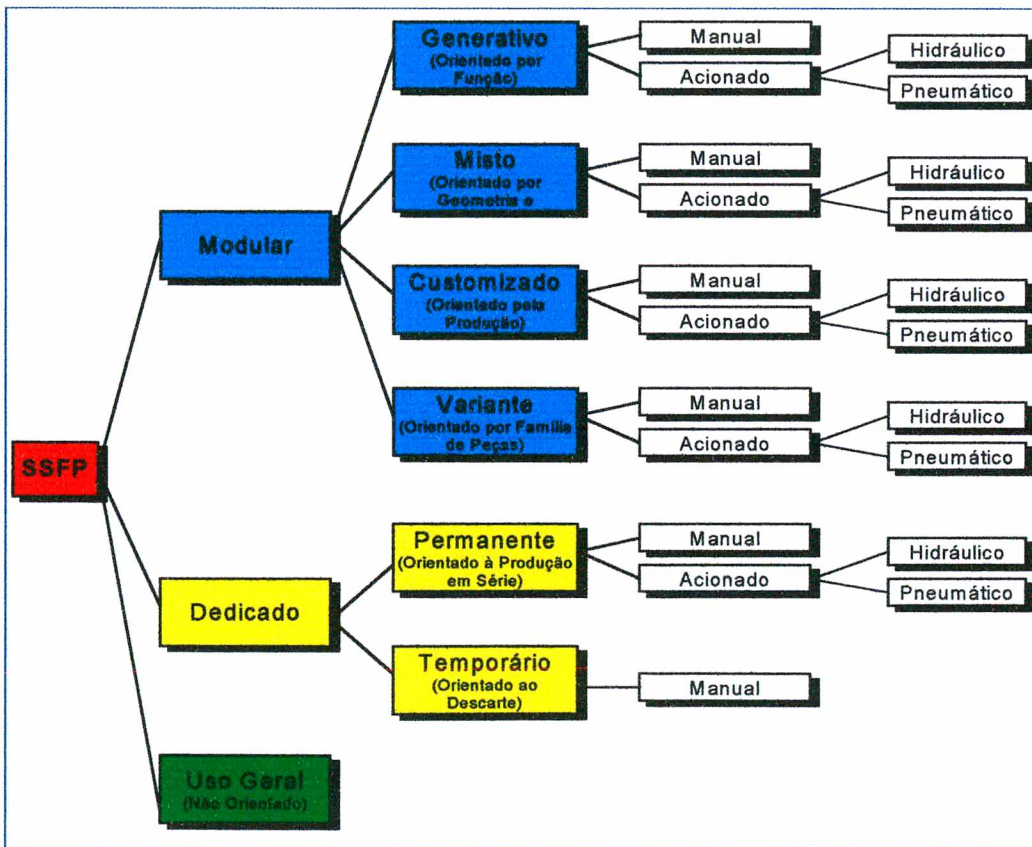 Generativo
(Orientado por
Função)
Manual
Acionado
Hidráulico
Pneumático
Misto
(Orientado por
Geometria e
Manual
Acionado
Hidráulico
Pneumático
Modular
Customizado
(Orientado pela
Produção)
Manual
Acionado
Hidráulico
Pneumático
Variante
(Orientado por Família
de Peças)
Manual
Acionado
Hidráulico
Pneumático
SSFP
Permanente
(Orientado à Produção
em Série)
Manual
Acionado
Hidráulico
Pneumático
Dedicado
Temporário
(Orientado ao
Descarte)
Manual
Uso Geral
(Não Orientado)